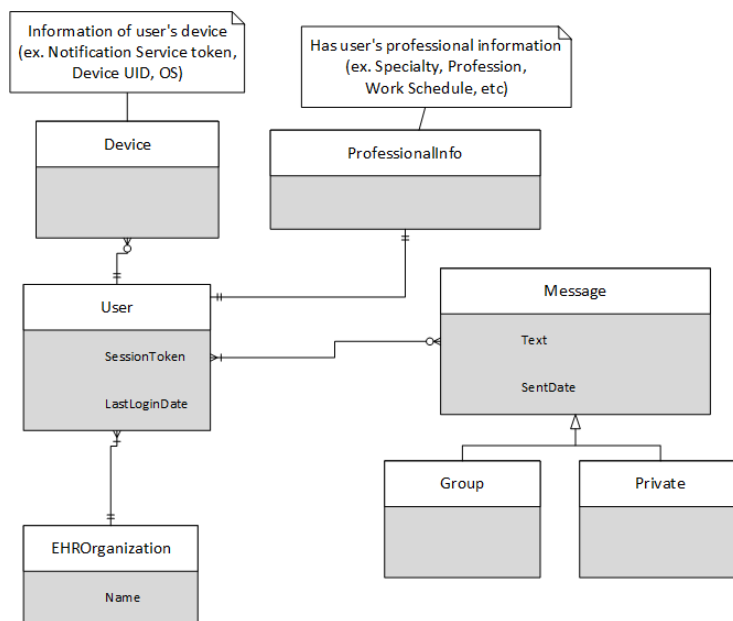 Information of user's device
(ex. Notification Service token,
Device UID, OS)
Has user's professional information
(ex. Specialty, Profession,
Work Schedule, etc)
Device
ProfessionalInfo
User
SessionToken
LastLoginDate
Message
Text
SentDate
Group
Private
EHROrganization
Name